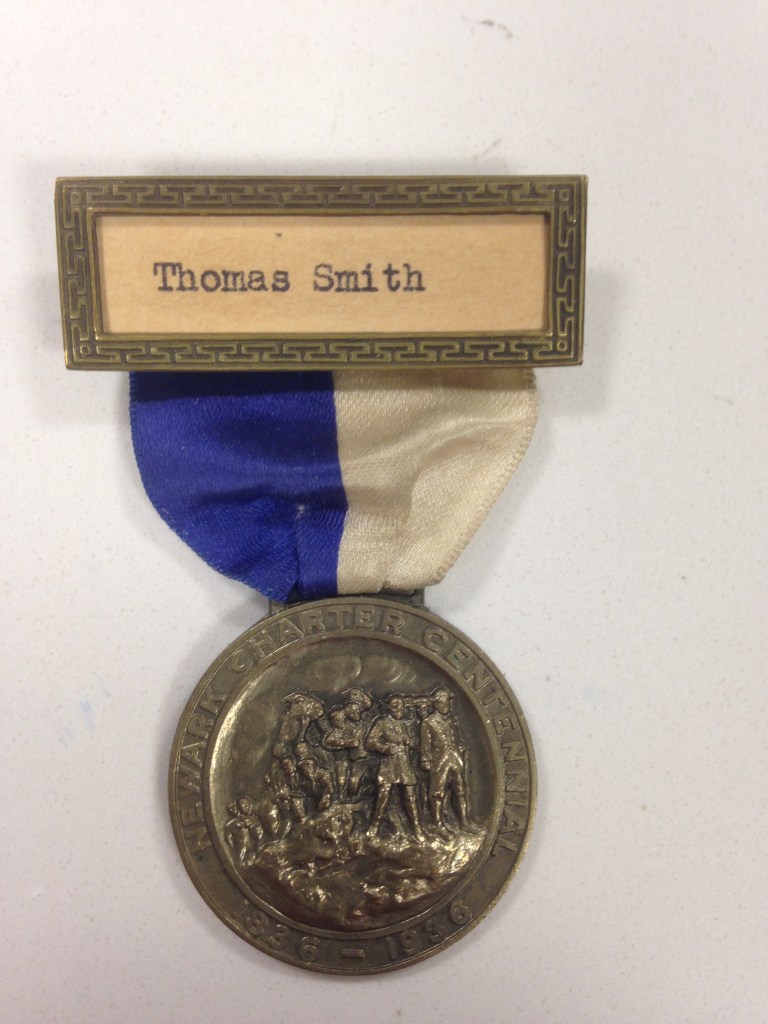 Thomas Smith
NEWARK CHARTER CENTENNIAL
1836 - 1936